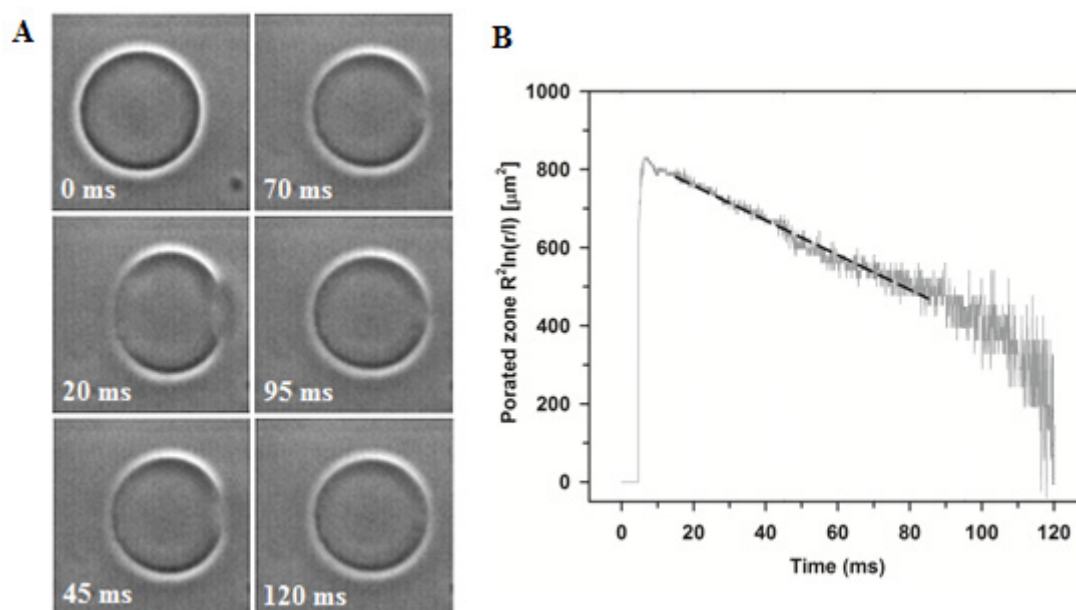 A
0 ms
70 ms
20 ms
95 ms
45 ms
120 ms
B
Porated zone R²ln(r/l) [μm²]
1000
800
600
400
200
0
0 20 40 60 80 100 120
Time (ms)